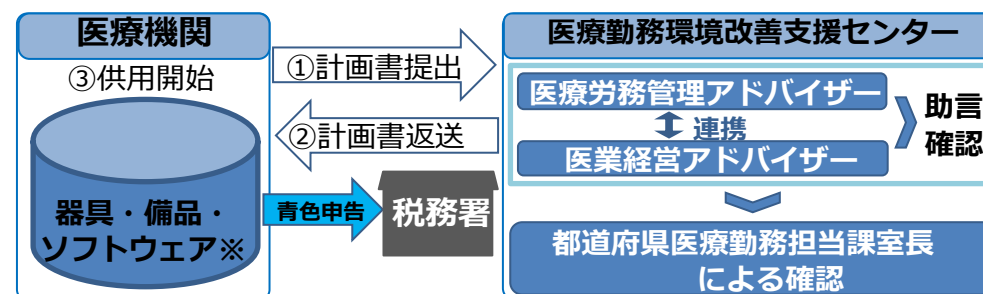 医療機関
③供用開始
器具・備品・
ソフトウェア※
①計画書提出
②計画書返送
青色申告
税務署
医療勤務環境改善支援センター
医療労務管理アドバイザー
連携
医業経営アドバイザー
助言
確認
都道府県医療勤務担当課室長
による確認